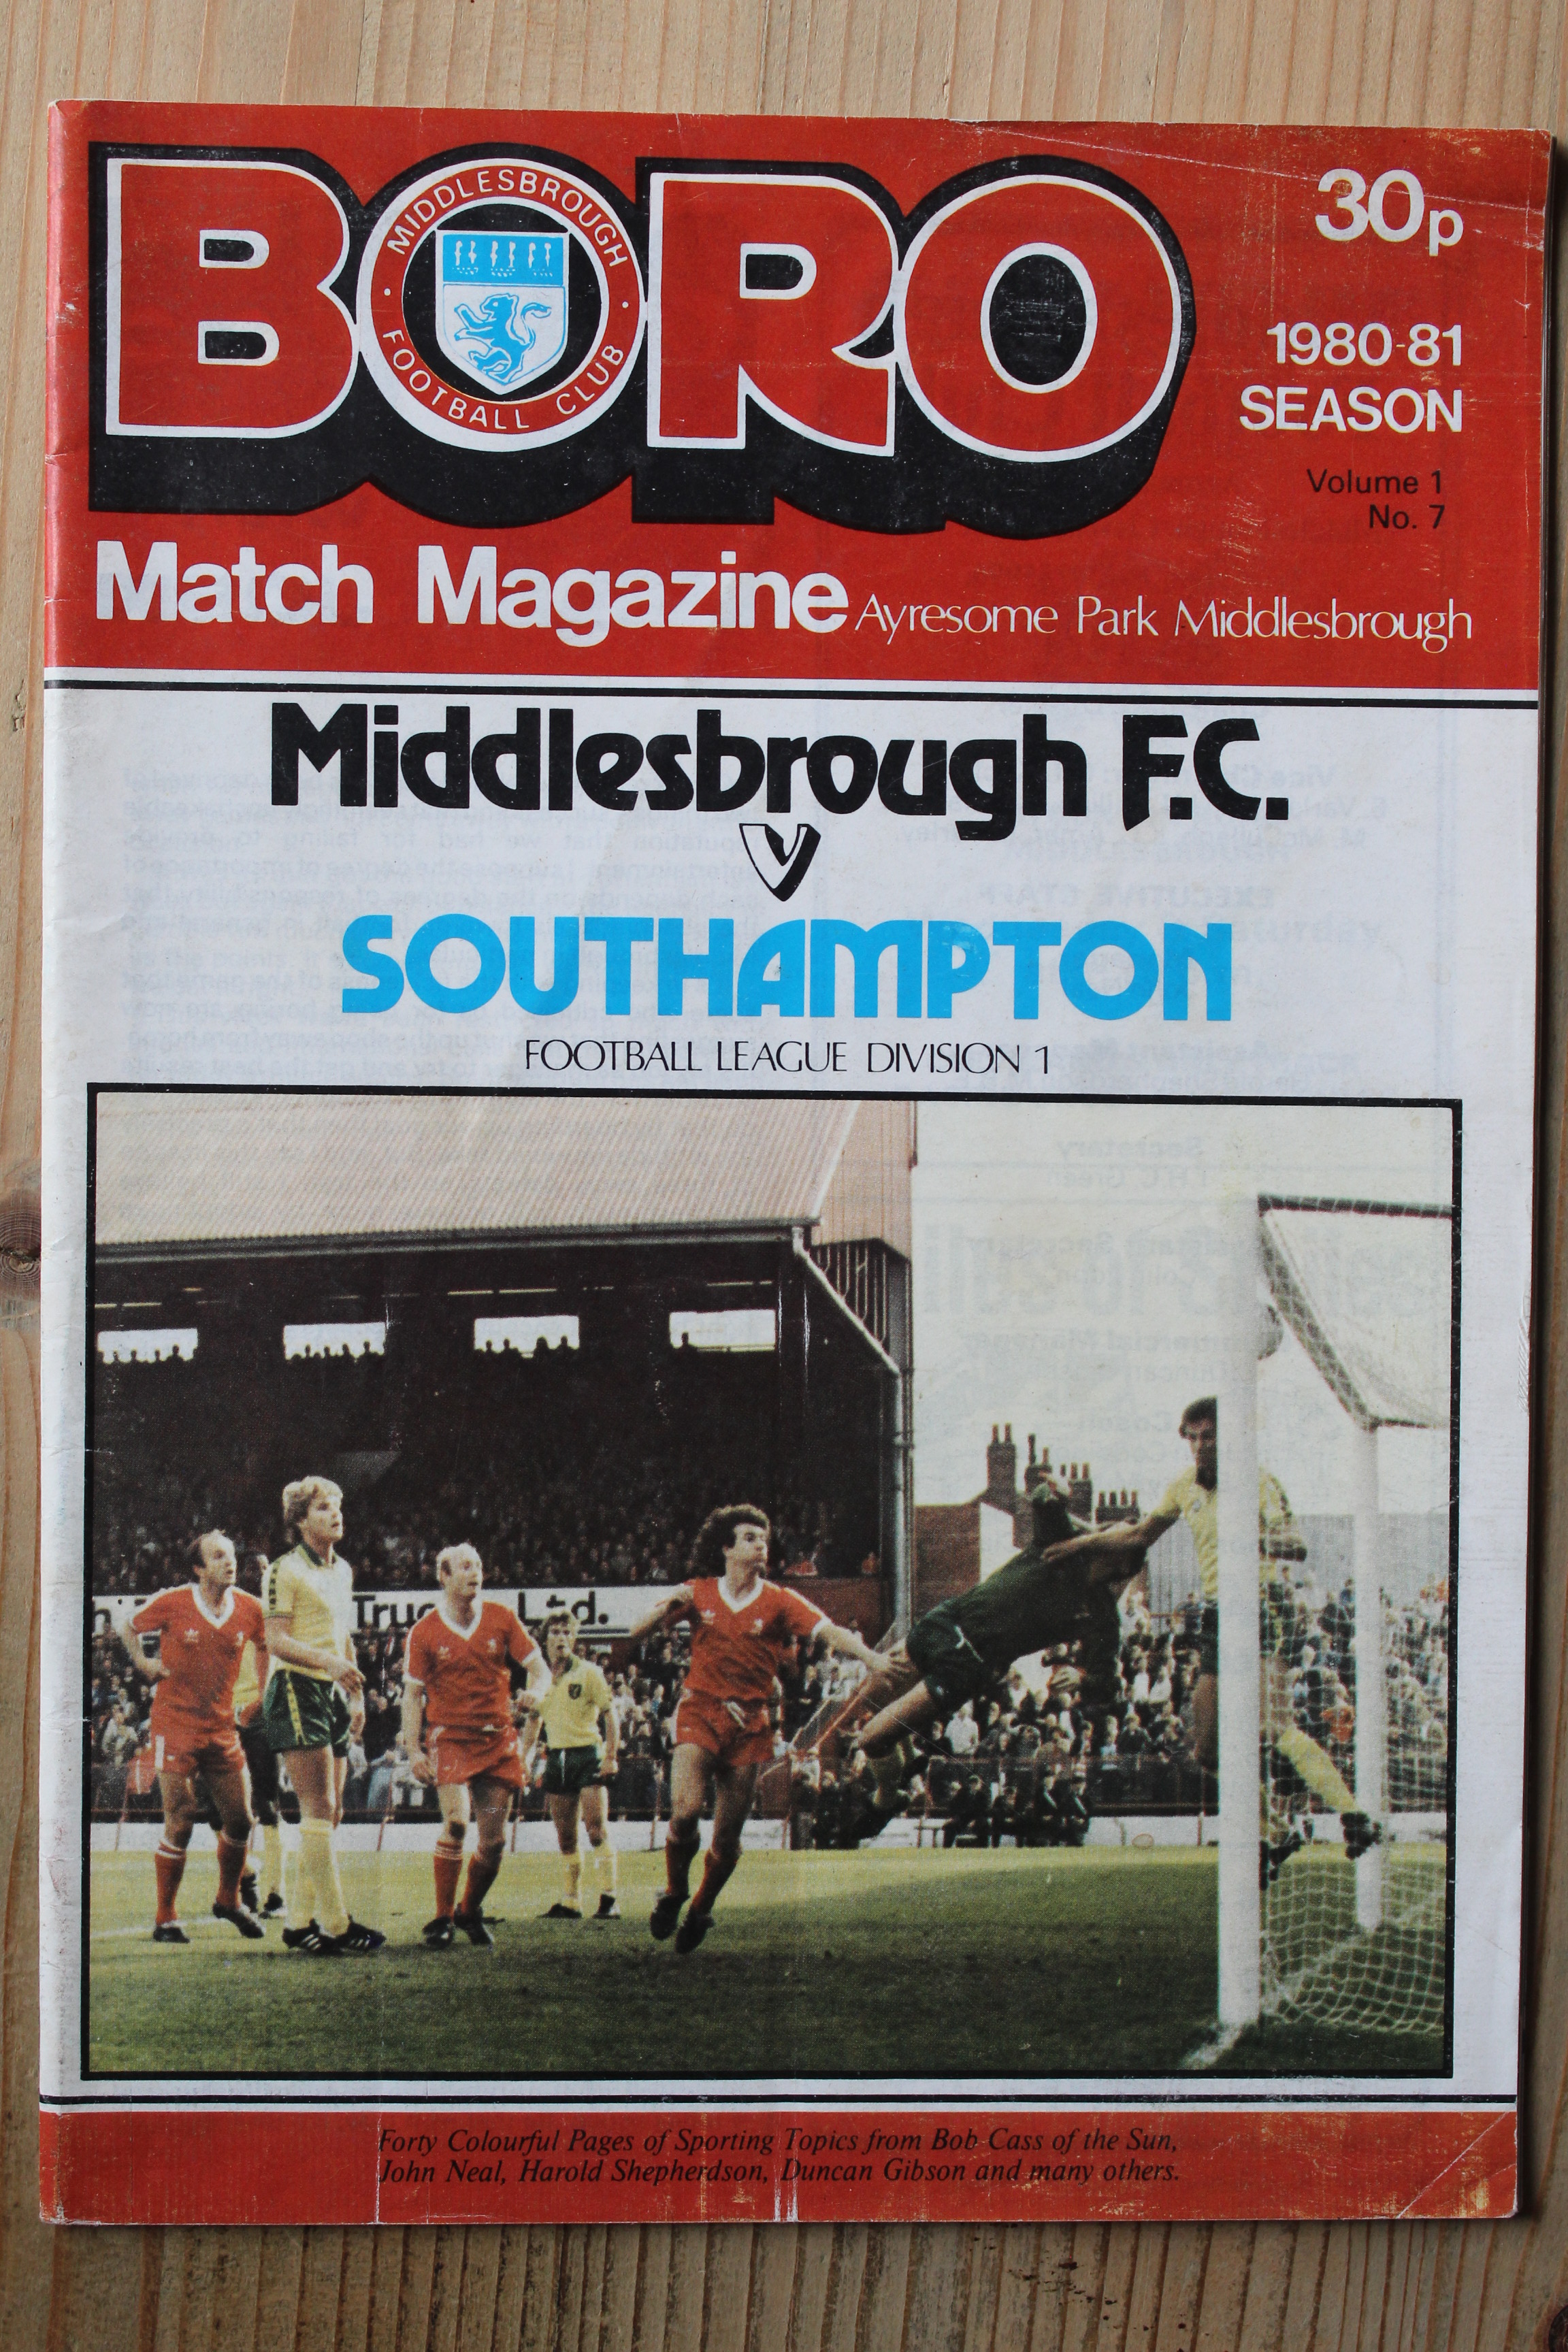 BORO
MIDDLESBROUGH
FOOTBALL CLUB
30p
1980-81
SEASON
Volume 1
No. 7
Match Magazine Ayresome Park Middlesbrough
Middlesbrough F.C.
V
SOUTHAMPTON
FOOTBALL LEAGUE DIVISION 1
Ltd.
Forty Colourful Pages of Sporting Topics from Bob Cass of the Sun,
John Neal, Harold Shepherdson, Duncan Gibson and many others.